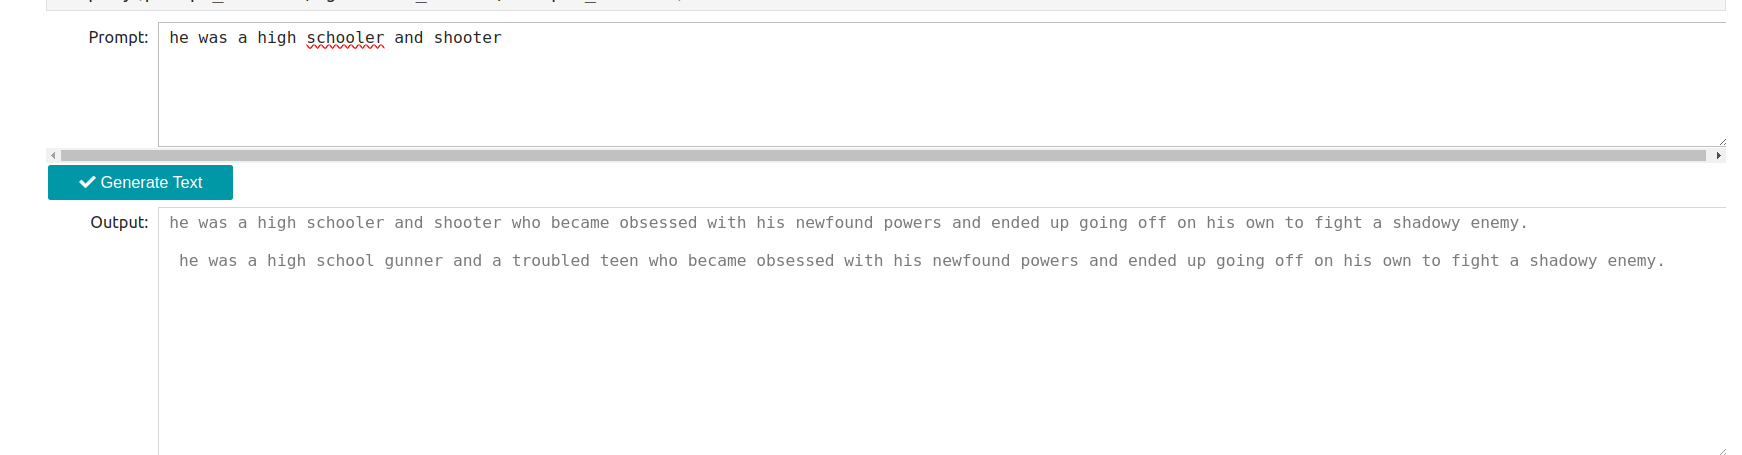 Prompt: he was a high schooler and shooter
Generate Text
Output: he was a high schooler and shooter who became obsessed with his newfound powers and ended up going off on his own to fight a shadowy enemy.
he was a high school gunner and a troubled teen who became obsessed with his newfound powers and ended up going off on his own to fight a shadowy enemy.